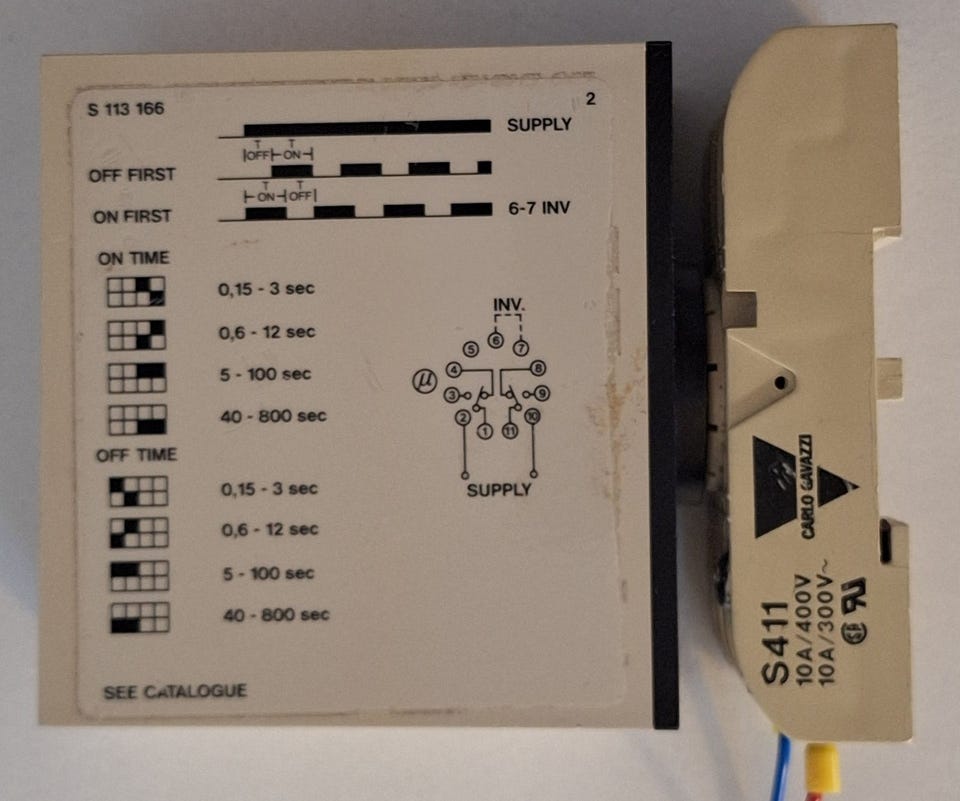 S 113 166
2
SUPPLY
T T
OFF ON
OFF FIRST
T T
ON OFF
ON FIRST
6-7 INV
ON TIME
0,15 - 3 sec
0,6 - 12 sec
5 - 100 sec
40 - 800 sec
OFF TIME
0,15 - 3 sec
0,6 - 12 sec
5 - 100 sec
40 - 800 sec
INV.
6
5 7
4 8
μ
3 9
2 10
1 11
SUPPLY
SEE CATALOGUE
CARLO GAVAZZI
S411
10A/400V
10A/300V~